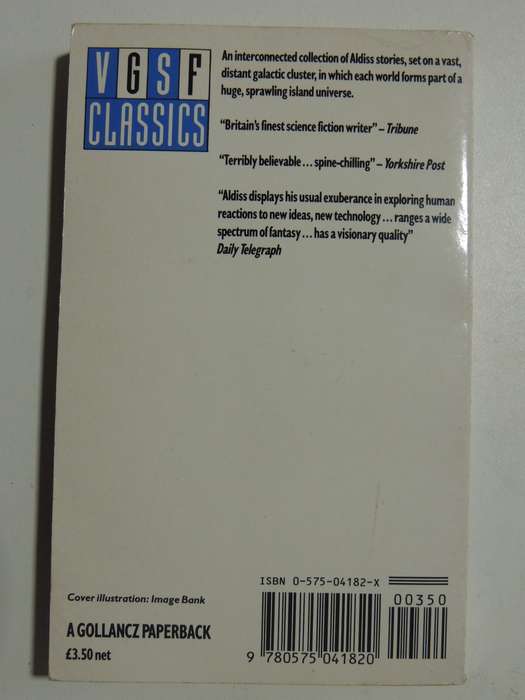 VGSF
CLASSICS
An interconnected collection of Aldiss stories, set on a vast,
distant galactic cluster, in which each world forms part of a
huge, sprawling island universe.
“Britain’s finest science fiction writer” – Tribune
“Terribly believable ... spine-chilling” – Yorkshire Post
“Aldiss displays his usual exuberance in exploring human
reactions to new ideas, new technology ... ranges a wide
spectrum of fantasy ... has a visionary quality”
Daily Telegraph
ISBN 0-575-04182-X
00350
Cover illustration: Image Bank
A GOLLANCZ PAPERBACK
£3.50 net
9 780575 041820